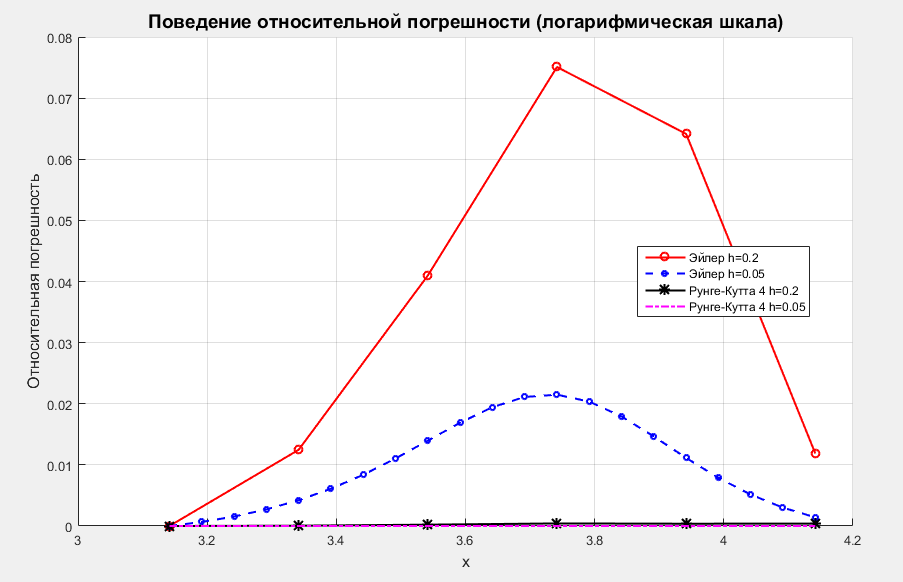 Поведение относительной погрешности (логарифмическая шкала)
0.08
0.07
0.06
0.05
0.04
0.03
0.02
0.01
0
Относительная погрешность
Эйлер h=0.2
Эйлер h=0.05
Рунге-Кутта 4 h=0.2
Рунге-Кутта 4 h=0.05
3
3.2
3.4
3.6
3.8
4
4.2
x